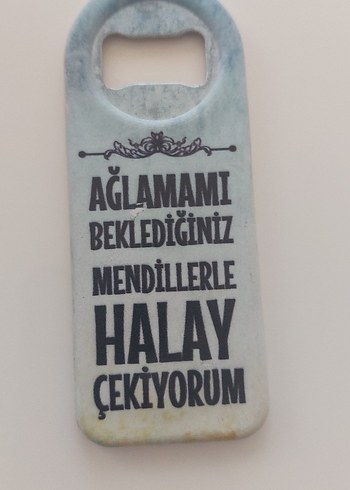 AĞLAMAMI
BEKLEDİĞİNİZ
MENDİLLERLE
HALAY
ÇEKİYORUM